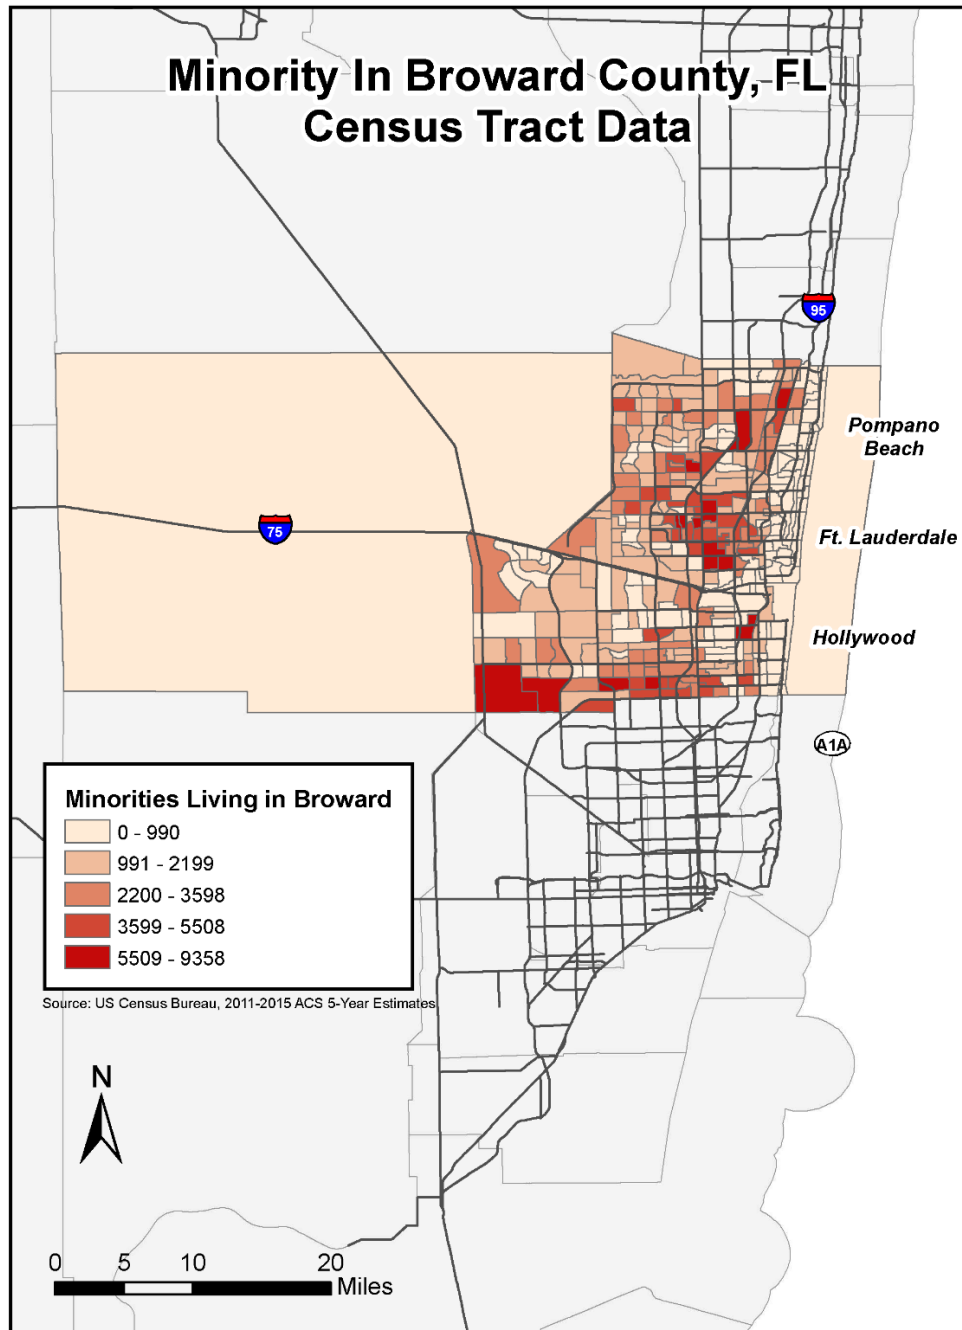 Minority In Broward County, FL
Census Tract Data
95
Pompano
Beach
75
Ft. Lauderdale
Hollywood
A1A
Minorities Living in Broward
0 - 990
991 - 2199
2200 - 3598
3599 - 5508
5509 - 9358
Source: US Census Bureau, 2011-2015 ACS 5-Year Estimates
N
0 5 10 20
Miles